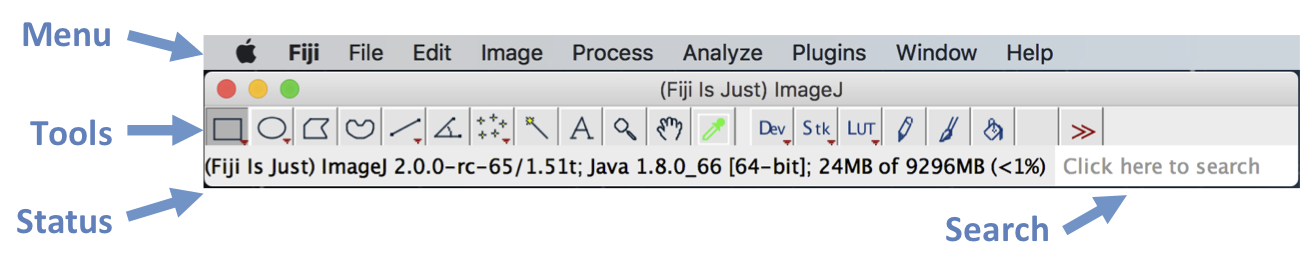 Menu
Fiji File Edit Image Process Analyze Plugins Window Help
(Fiji Is Just) ImageJ
Tools
A Dev Stk LUT >>
(Fiji Is Just) ImageJ 2.0.0-rc-65/1.51t; Java 1.8.0_66 [64-bit]; 24MB of 9296MB (<1%) Click here to search
Status
Search